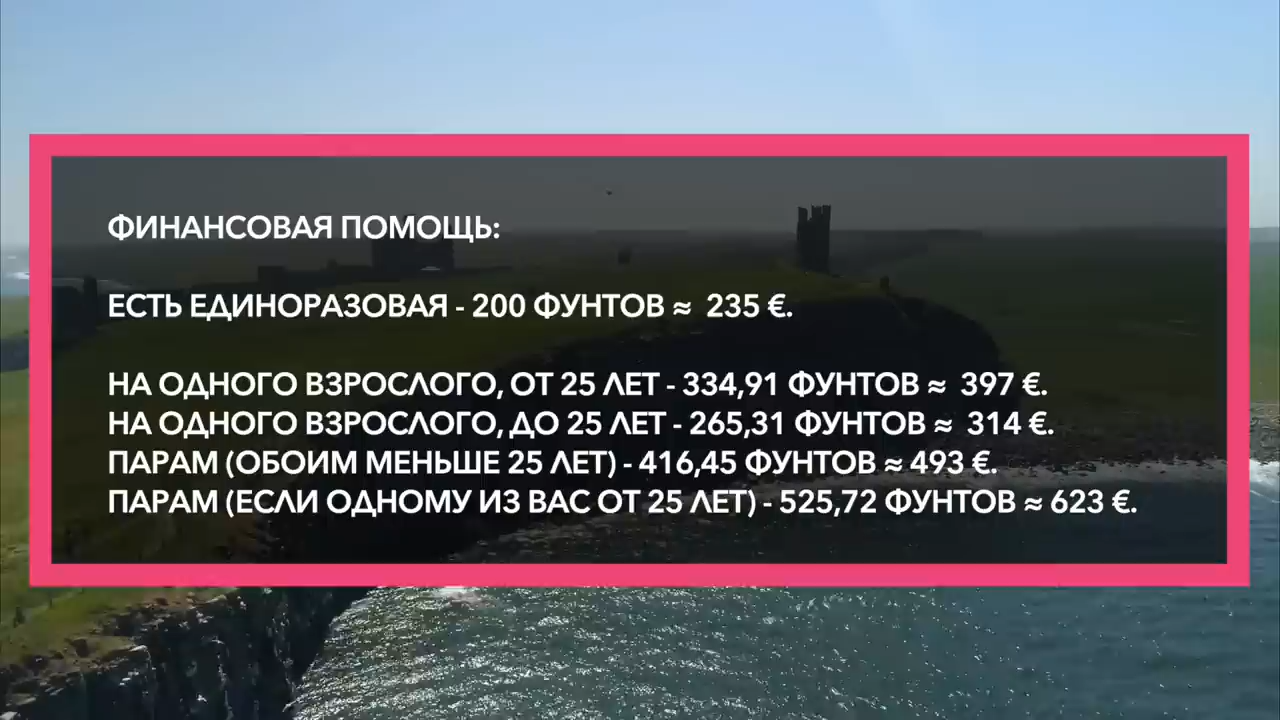 ФИНАНСОВАЯ ПОМОЩЬ:
ЕСТЬ ЕДИНОРАЗОВАЯ - 200 ФУНТОВ ≈ 235 €.
НА ОДНОГО ВЗРОСЛОГО, ОТ 25 ЛЕТ - 334,91 ФУНТОВ ≈ 397 €.
НА ОДНОГО ВЗРОСЛОГО, ДО 25 ЛЕТ - 265,31 ФУНТОВ ≈ 314 €.
ПАРАМ (ОБОИМ МЕНЬШЕ 25 ЛЕТ) - 416,45 ФУНТОВ ≈ 493 €.
ПАРАМ (ЕСЛИ ОДНОМУ ИЗ ВАС ОТ 25 ЛЕТ) - 525,72 ФУНТОВ ≈ 623 €.